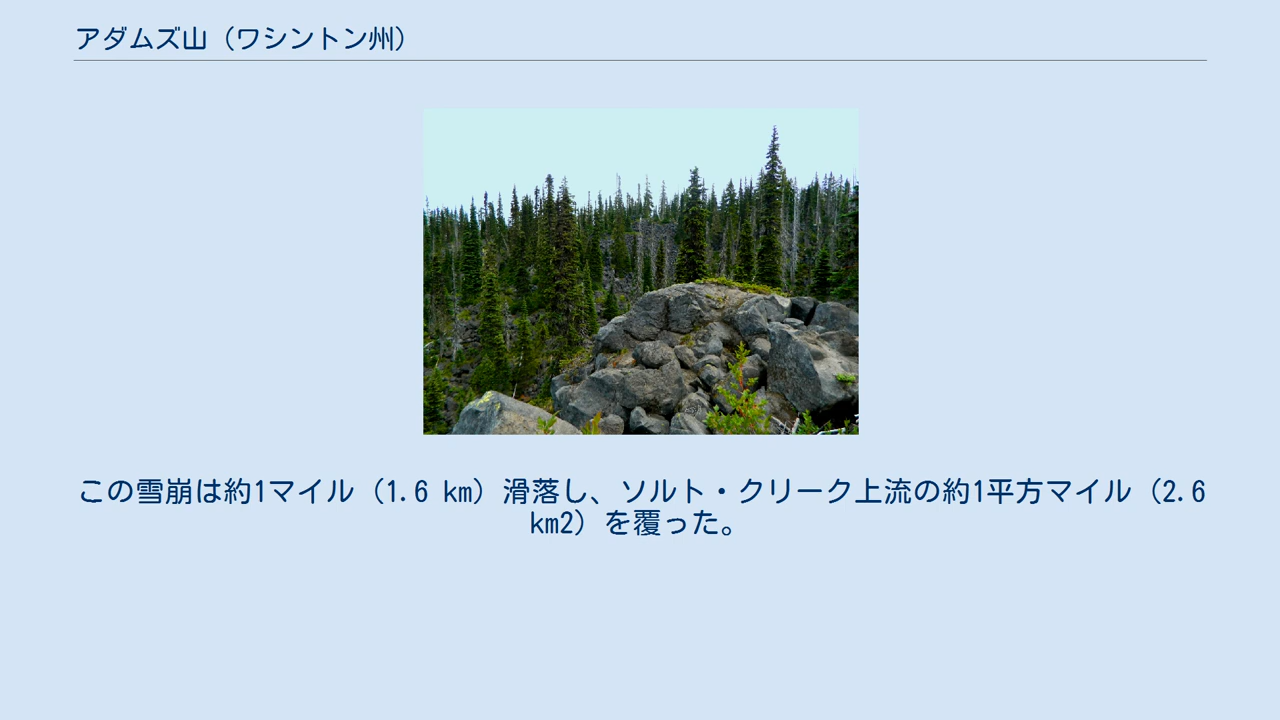 アダムズ山（ワシントン州）
この雪崩は約1マイル（1.6 km）滑落し、ソルト・クリーク上流の約1平方マイル（2.6
km2）を覆った。